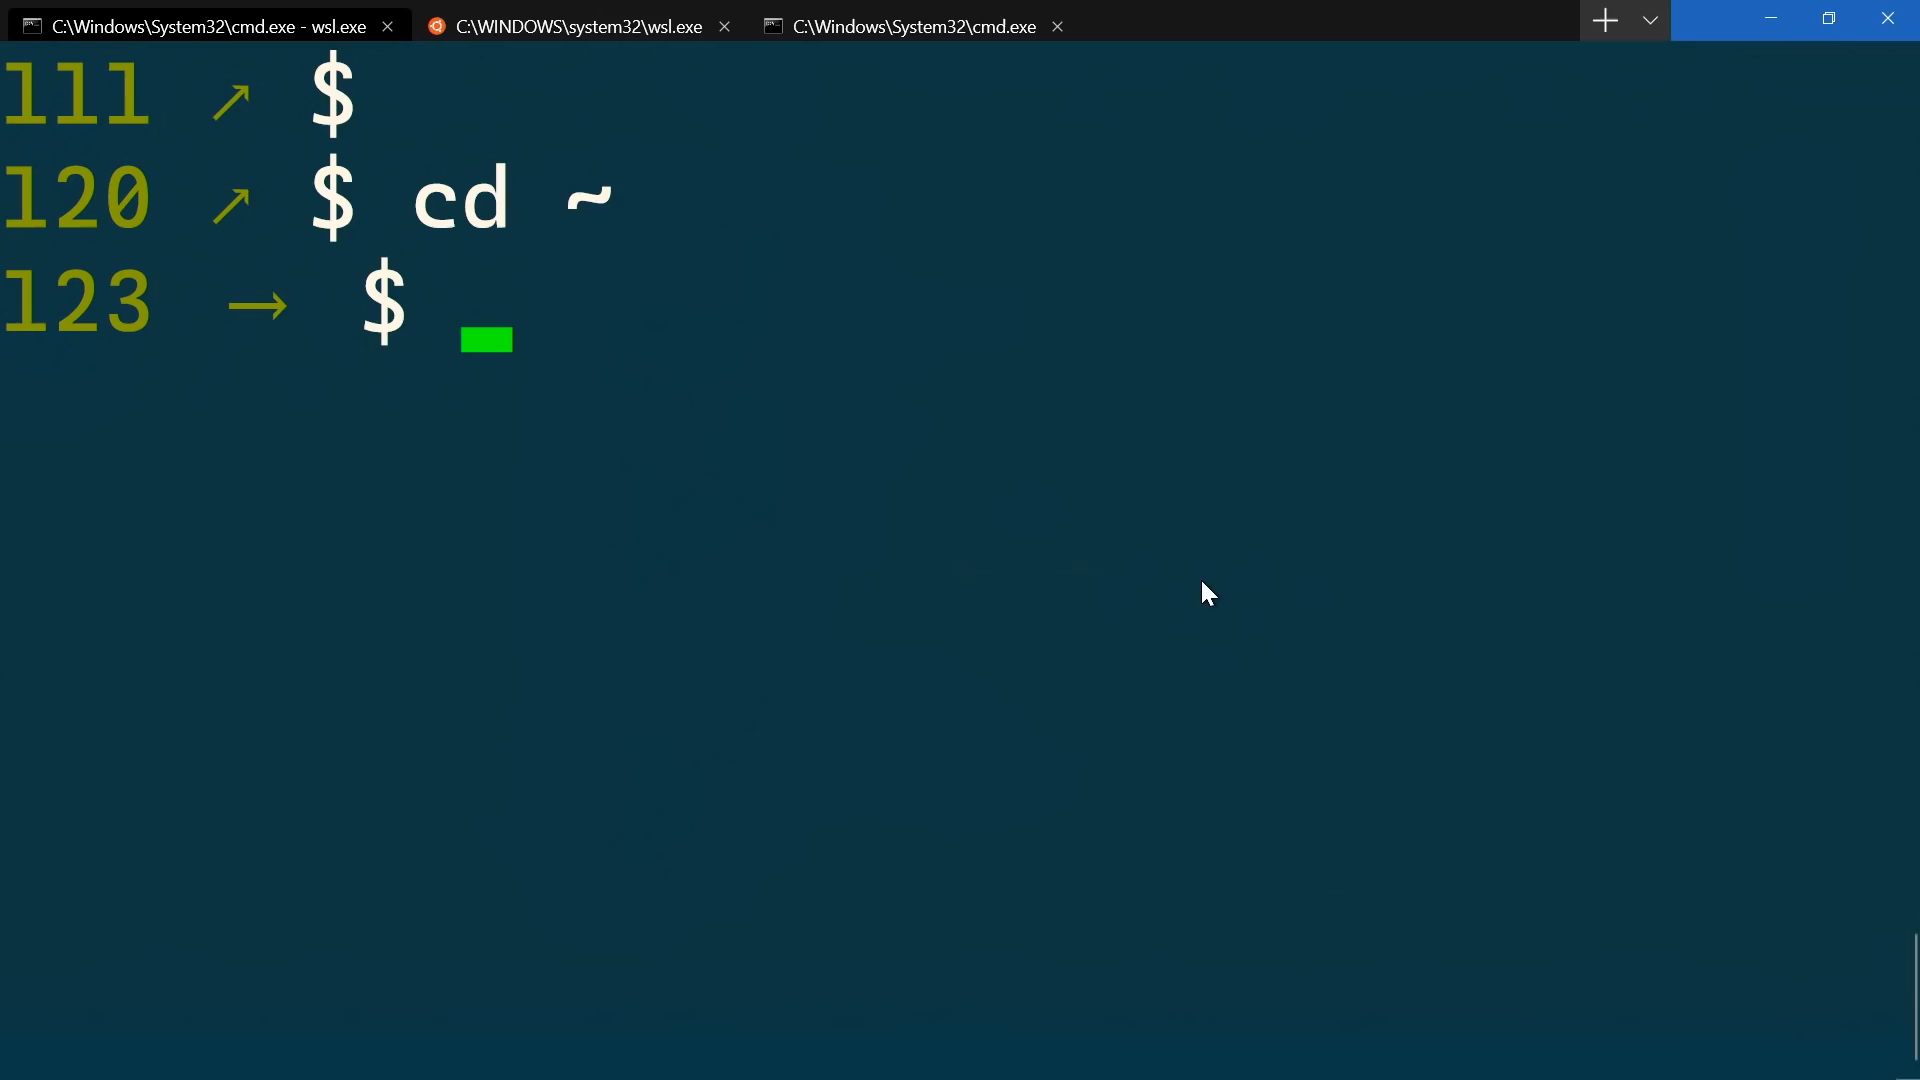 C:\Windows\System32\cmd.exe - wsl.exe C:\WINDOWS\system32\wsl.exe C:\Windows\System32\cmd.exe
111 ↗ $
120 ↗ $ cd ~
123 → $